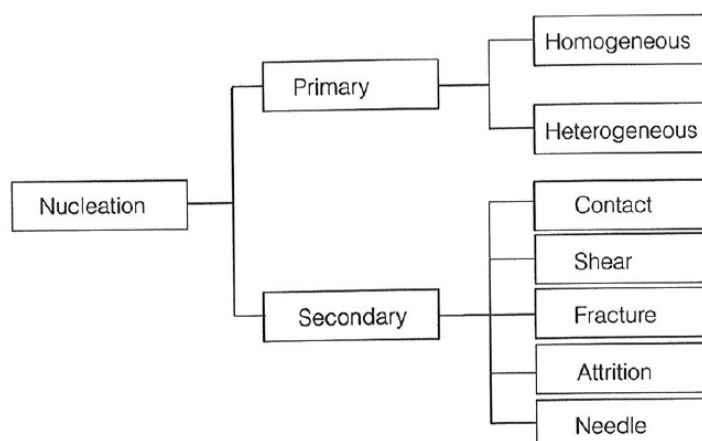 Homogeneous
Primary
Heterogeneous
Nucleation
Contact
Shear
Secondary
Fracture
Attrition
Needle